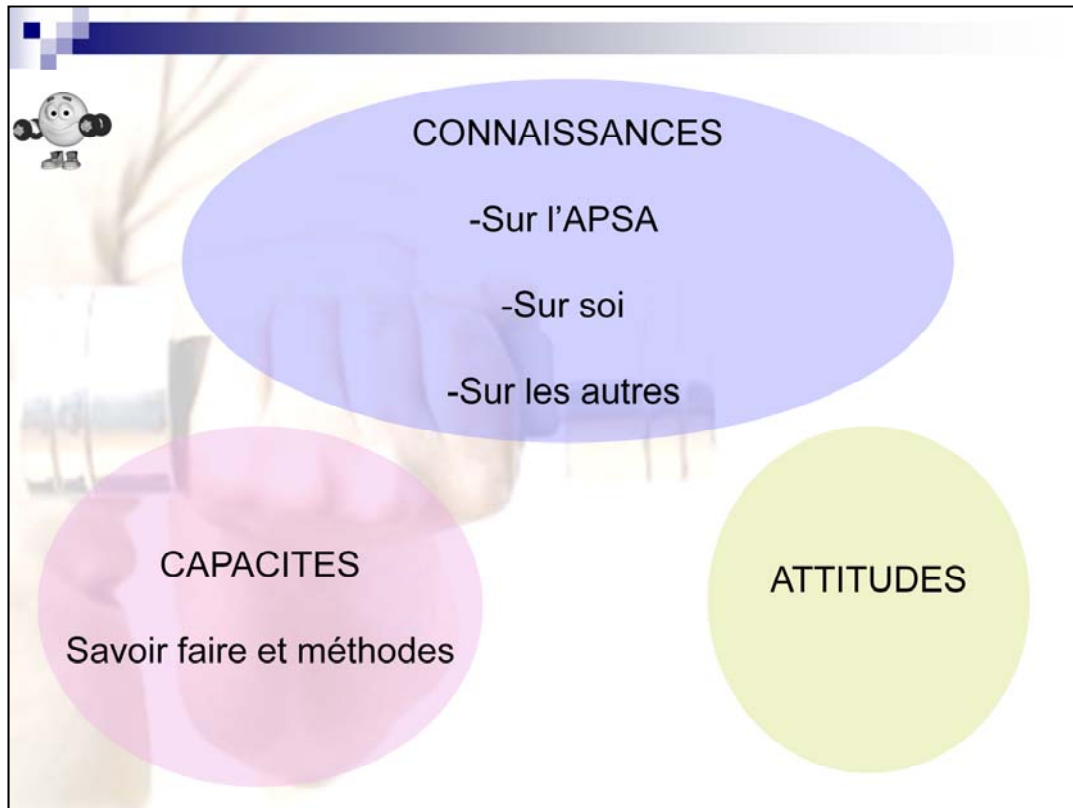 CONNAISSANCES
-Sur l’APSA
-Sur soi
-Sur les autres
CAPACITES
Savoir faire et méthodes
ATTITUDES